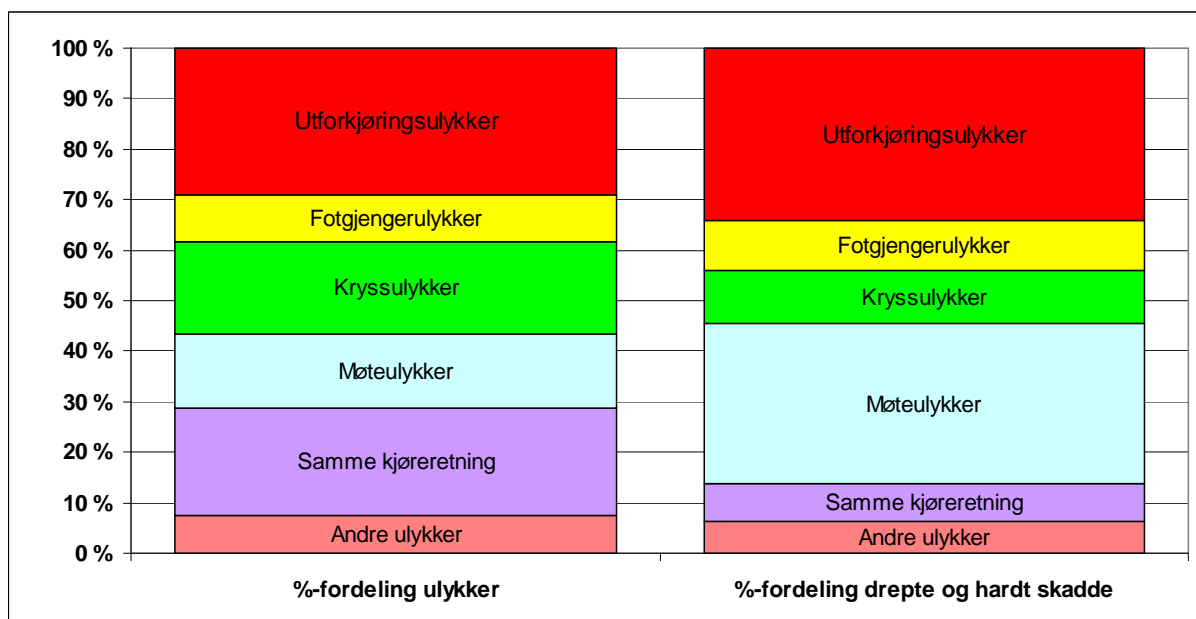 100 %
90 %
80 %
70 %
60 %
50 %
40 %
30 %
20 %
10 %
0 %
Utforkjøringsulykker
Fotgjengerulykker
Kryssulykker
Møteulykker
Samme kjøreretning
Andre ulykker
Utforkjøringsulykker
Fotgjengerulykker
Kryssulykker
Møteulykker
Samme kjøreretning
Andre ulykker
%-fordeling ulykker
%-fordeling drepte og hardt skadde